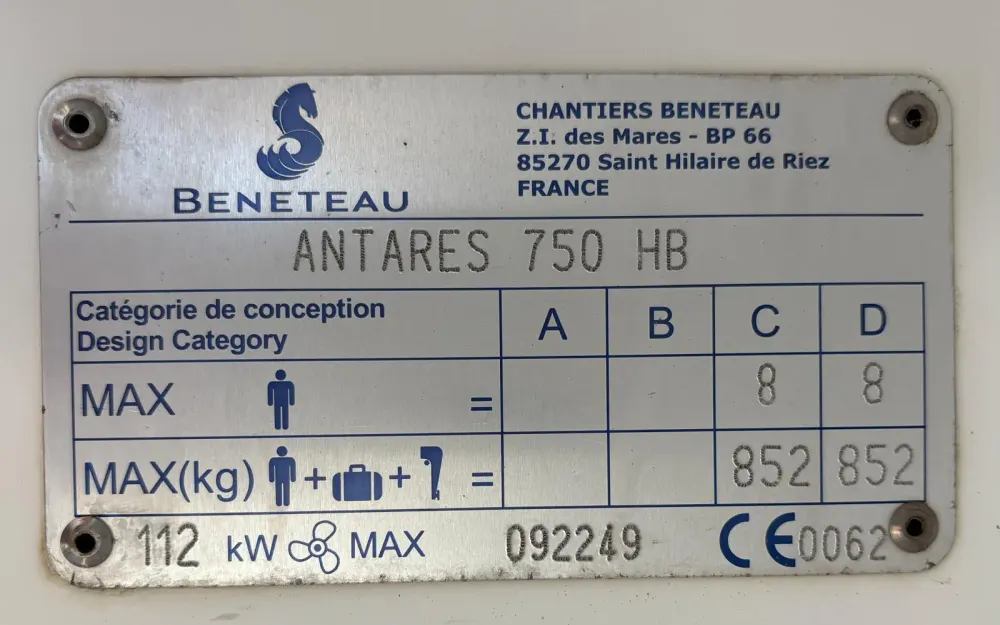 BENETEAU
CHANTIERS BENETEAU
Z.I. des Mares - BP 66
85270 Saint Hilaire de Riez
FRANCE
ANTARES 750 HB
Catégorie de conception
Design Category
A B C D
MAX = 8 8
MAX(kg) + + = 852 852
112 kW MAX 092249 CE0062